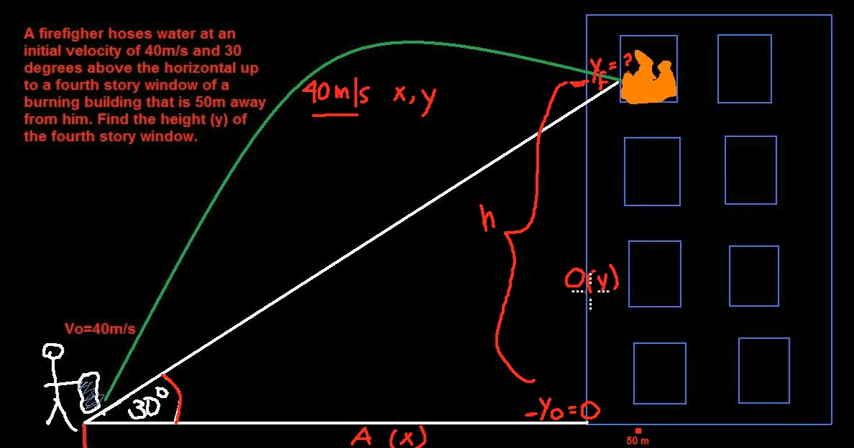 A firefigher hoses water at an
initial velocity of 40m/s and 30
degrees above the horizontal up
to a fourth story window of a
burning building that is 50m away
from him. Find the height (y) of
the fourth story window.
40m/s x, y
Yf = ?
h
O(y)
Vo=40m/s
30°
-Yo=0
A (x)
50 m